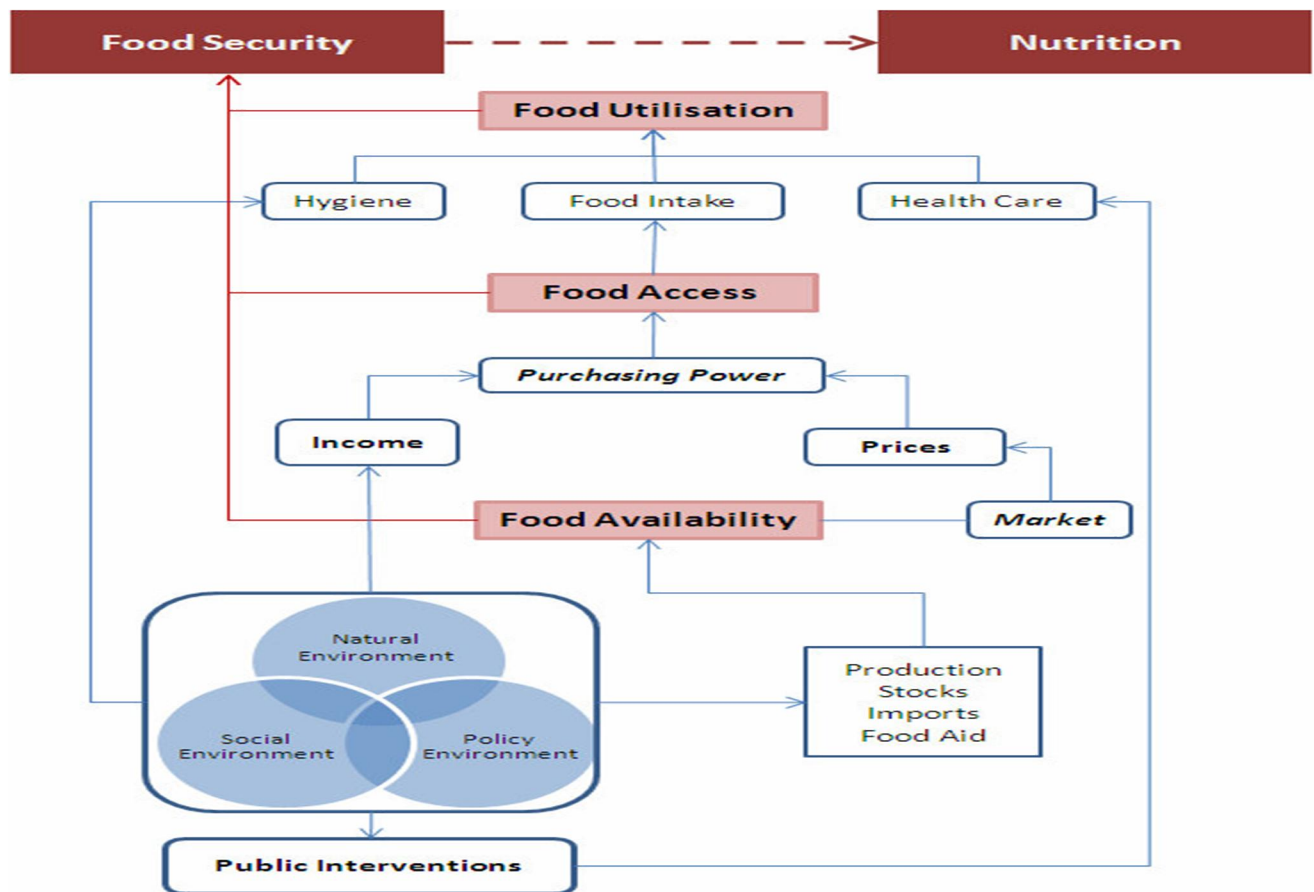 Food Security
Nutrition
Food Utilisation
Hygiene
Food Intake
Health Care
Food Access
Purchasing Power
Income
Prices
Food Availability
Market
Natural
Environment
Social
Environment
Policy
Environment
Production
Stocks
Imports
Food Aid
Public Interventions